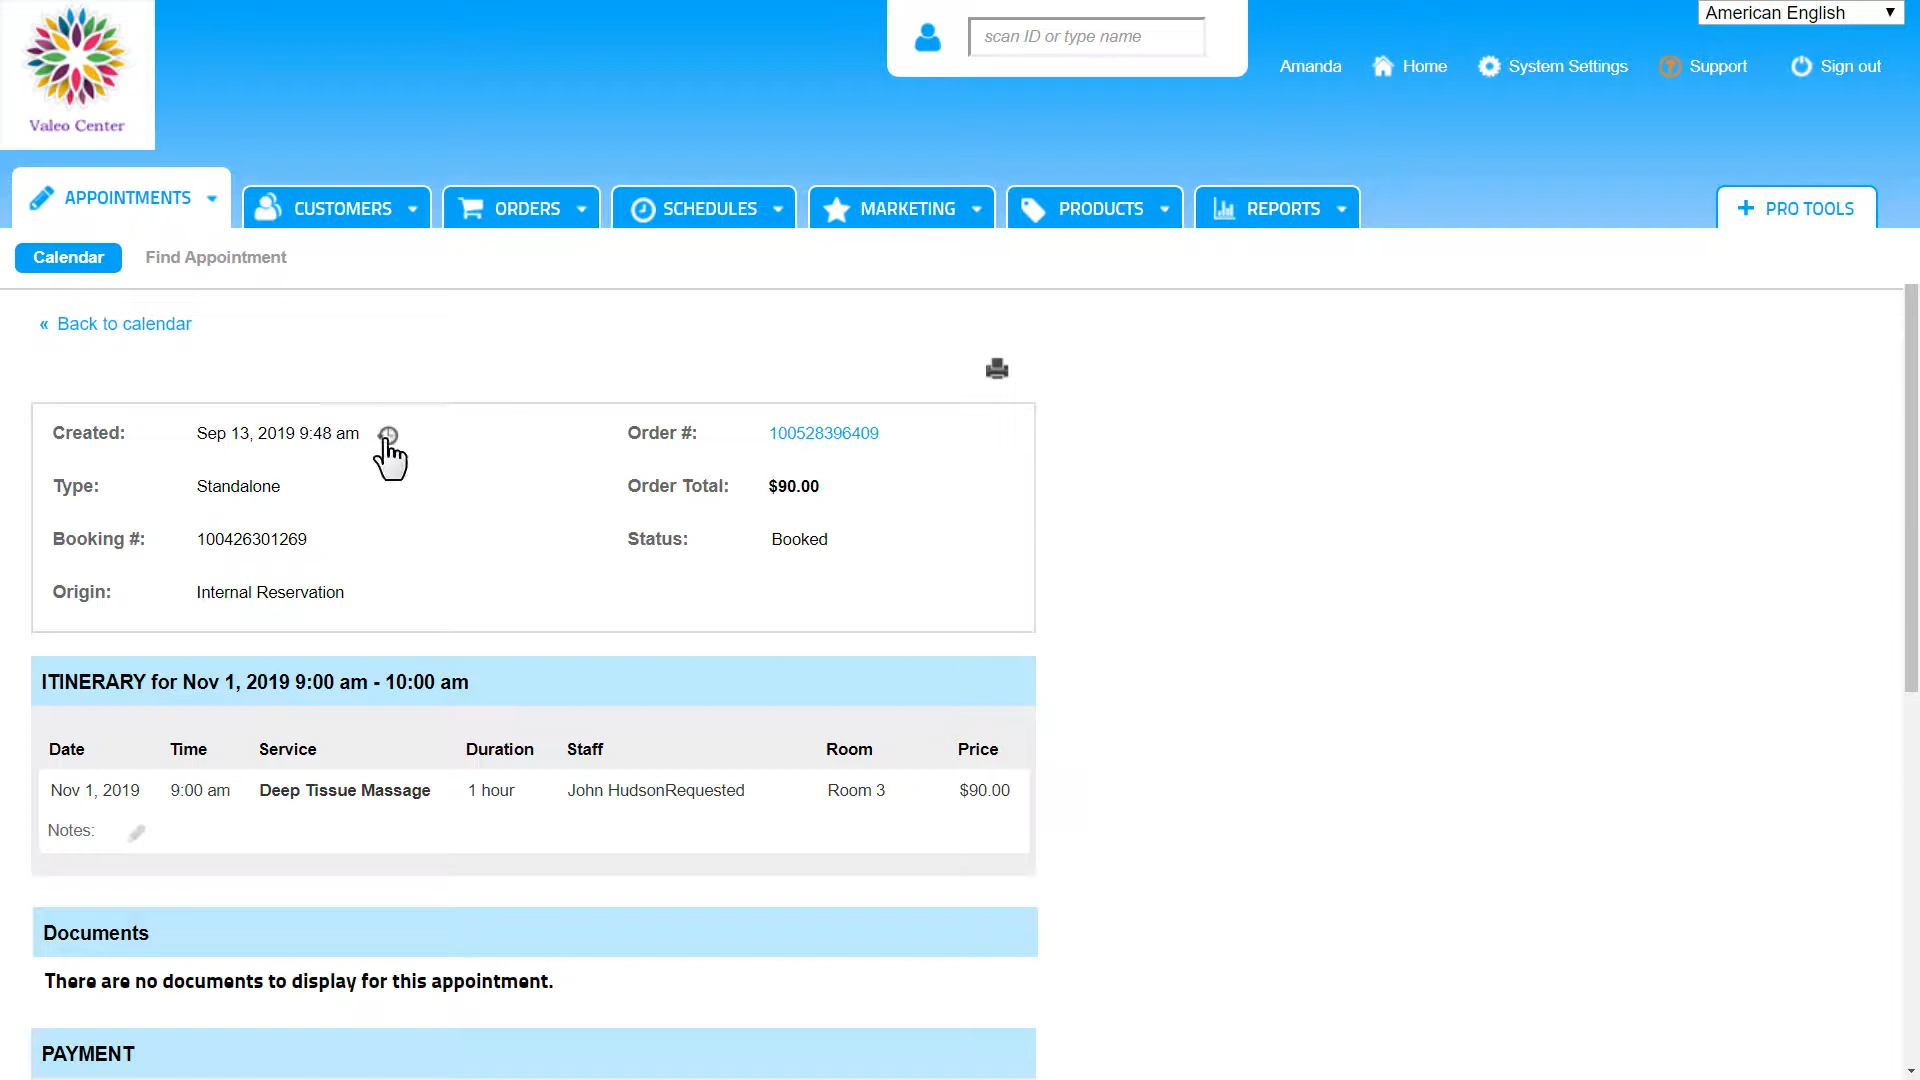 American English
scan ID or type name
Amanda Home System Settings Support Sign out
Valeo Center
APPOINTMENTS CUSTOMERS ORDERS SCHEDULES MARKETING PRODUCTS REPORTS + PRO TOOLS
Calendar Find Appointment
« Back to calendar
Created: Sep 13, 2019 9:48 am Order #: 100528396409
Type: Standalone Order Total: $90.00
Booking #: 100426301269 Status: Booked
Origin: Internal Reservation
ITINERARY for Nov 1, 2019 9:00 am - 10:00 am
Date Time Service Duration Staff Room Price
Nov 1, 2019 9:00 am Deep Tissue Massage 1 hour John HudsonRequested Room 3 $90.00
Notes:
Documents
There are no documents to display for this appointment.
PAYMENT